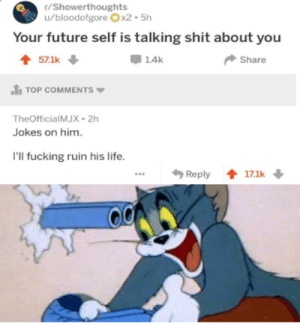 r/Showerthoughts
u/bloodofgore x2 • 5h
Your future self is talking shit about you
57.1k 1.4k Share
TOP COMMENTS
TheOfficialMJX • 2h
Jokes on him.
I'll fucking ruin his life.
Reply 17.1k